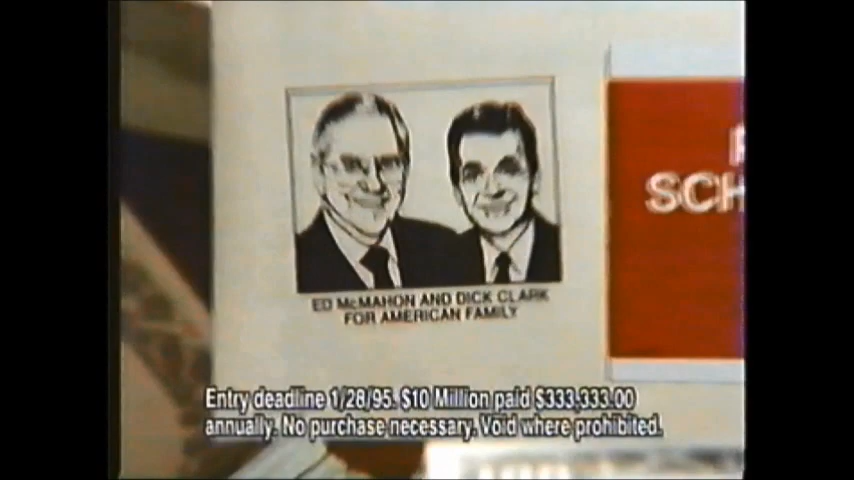 SCH
ED McMAHON AND DICK CLARK
FOR AMERICAN FAMILY
Entry deadline 1/28/95. $10 Million paid $333,333.00
annually. No purchase necessary. Void where prohibited.